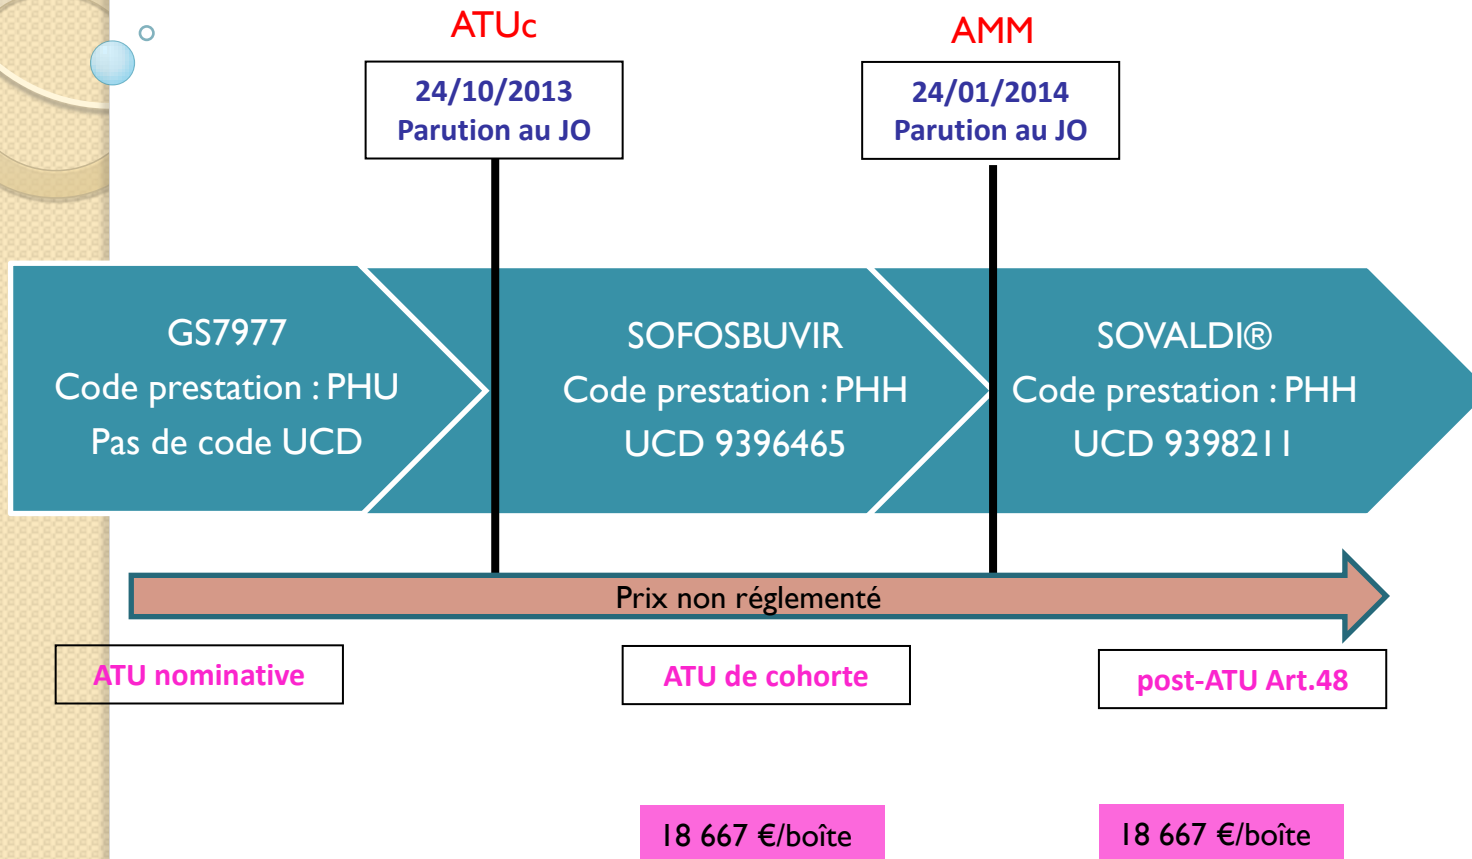 ATUc
24/10/2013
Parution au JO
AMM
24/01/2014
Parution au JO
GS7977
Code prestation : PHU
Pas de code UCD
SOFOSBUVIR
Code prestation : PHH
UCD 9396465
SOVALDI®
Code prestation : PHH
UCD 9398211
Prix non réglementé
ATU nominative
ATU de cohorte
post-ATU Art.48
18 667 €/boîte
18 667 €/boîte